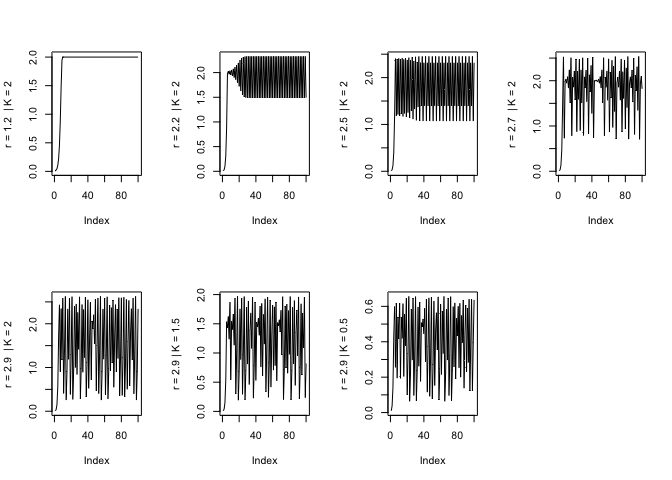 r = 1.2 | K = 2
0.0 0.5 1.0 1.5 2.0
0 40 80
Index
r = 2.2 | K = 2
0.0 0.5 1.0 1.5 2.0
0 40 80
Index
r = 2.5 | K = 2
0.0 1.0 2.0
0 40 80
Index
r = 2.7 | K = 2
0.0 1.0 2.0
0 40 80
Index
r = 2.9 | K = 2
0.0 1.0 2.0
0 40 80
Index
r = 2.9 | K = 1.5
0.0 0.5 1.0 1.5 2.0
0 40 80
Index
r = 2.9 | K = 0.5
0.0 0.2 0.4 0.6
0 40 80
Index